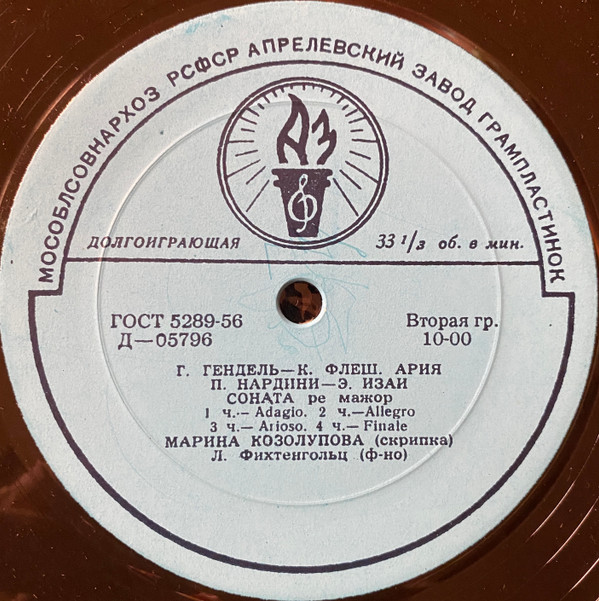 МОСОБЛСОВНАРХОЗ РСФСР АПРЕЛЕВСКИЙ ЗАВОД ГРАМПЛАСТИНОК
АЗ
ДОЛГОИГРАЮЩАЯ 33 1/3 об. в мин.
ГОСТ 5289-56 Вторая гр.
Д—05796 10-00
Г. ГЕНДЕЛЬ—К. ФЛЕШ. АРИЯ
П. НАРДИНИ—Э. ИЗАИ
СОНАТА ре мажор
1 ч.— Adagio. 2 ч.—Allegro
3 ч.— Arioso. 4 ч.— Finale
МАРИНА КОЗОЛУПОВА (скрипка)
Л. Фихтенгольц (ф-но)